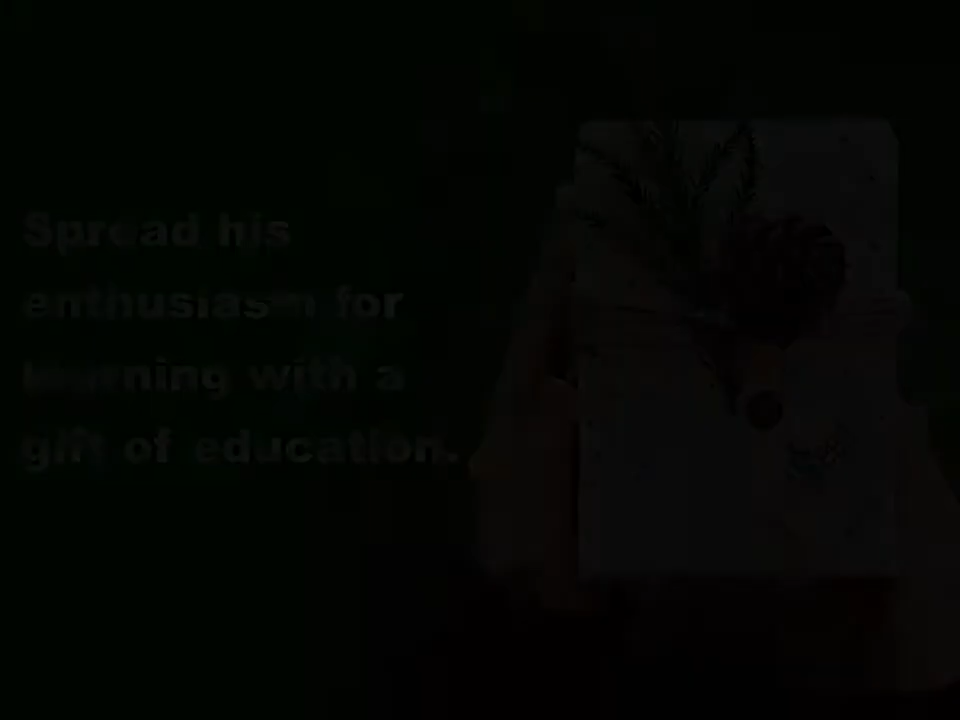 Spread his
enthusiasm for
learning with a
gift of education.